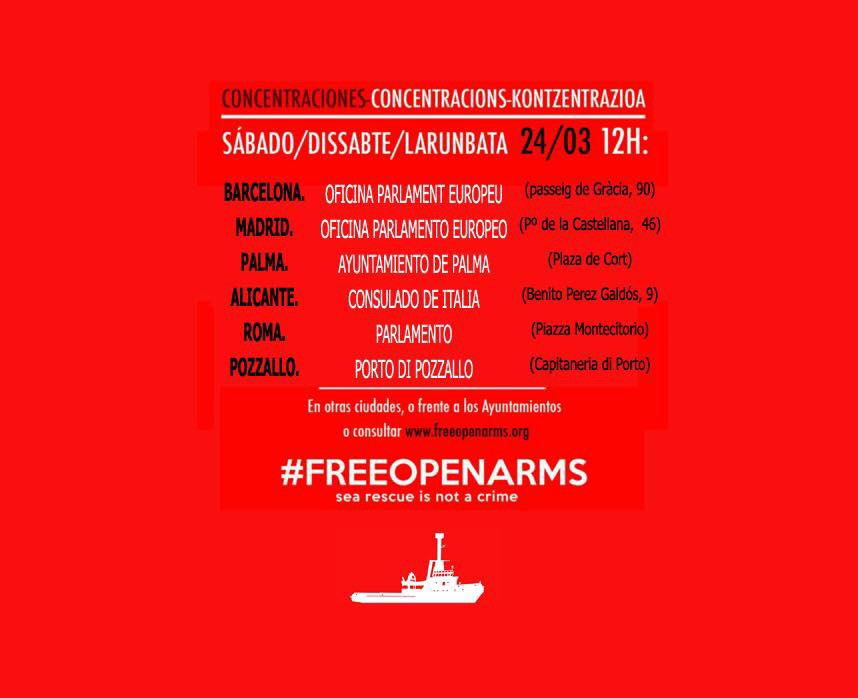 CONCENTRACIONES-CONCENTRACIONS-KONTZENTRAZIOA
SÁBADO/DISSABTE/LARUNBATA 24/03 12H:
BARCELONA. OFICINA PARLAMENT EUROPEU (passeig de Gràcia, 90)
MADRID. OFICINA PARLAMENTO EUROPEO (Pº de la Castellana, 46)
PALMA. AYUNTAMIENTO DE PALMA (Plaza de Cort)
ALICANTE. CONSULADO DE ITALIA (Benito Perez Galdós, 9)
ROMA. PARLAMENTO (Piazza Montecitorio)
POZZALLO. PORTO DI POZZALLO (Capitaneria di Porto)
En otras ciudades, o frente a los Ayuntamientos
o consultar www.freeopenarms.org
#FREEOPENARMS
sea rescue is not a crime